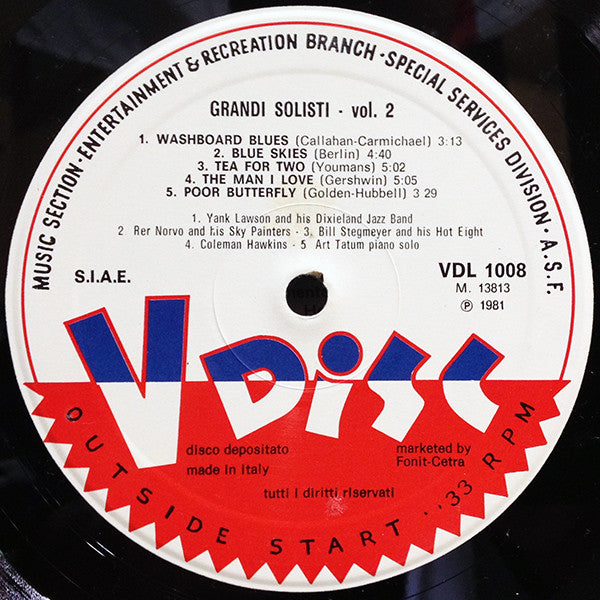 MUSIC SECTION · ENTERTAINMENT & RECREATION BRANCH · SPECIAL SERVICES DIVISION · A.S.F.
GRANDI SOLISTI - vol. 2
1. WASHBOARD BLUES (Callahan-Carmichael) 3:13
2. BLUE SKIES (Berlin) 4:40
3. TEA FOR TWO (Youmans) 5:02
4. THE MAN I LOVE (Gershwin) 5:05
5. POOR BUTTERFLY (Golden-Hubbell) 3 29
1. Yank Lawson and his Dixieland Jazz Band
2. Rer Norvo and his Sky Painters - 3. Bill Stegmeyer and his Hot Eight
4. Coleman Hawkins - 5 Art Tatum piano solo
S.I.A.E.
VDL 1008
M. 13813
℗ 1981
V DiSC
disco depositato
made in Italy
marketed by
Fonit-Cetra
tutti i diritti riservati
OUTSIDE START .. 33 RPM